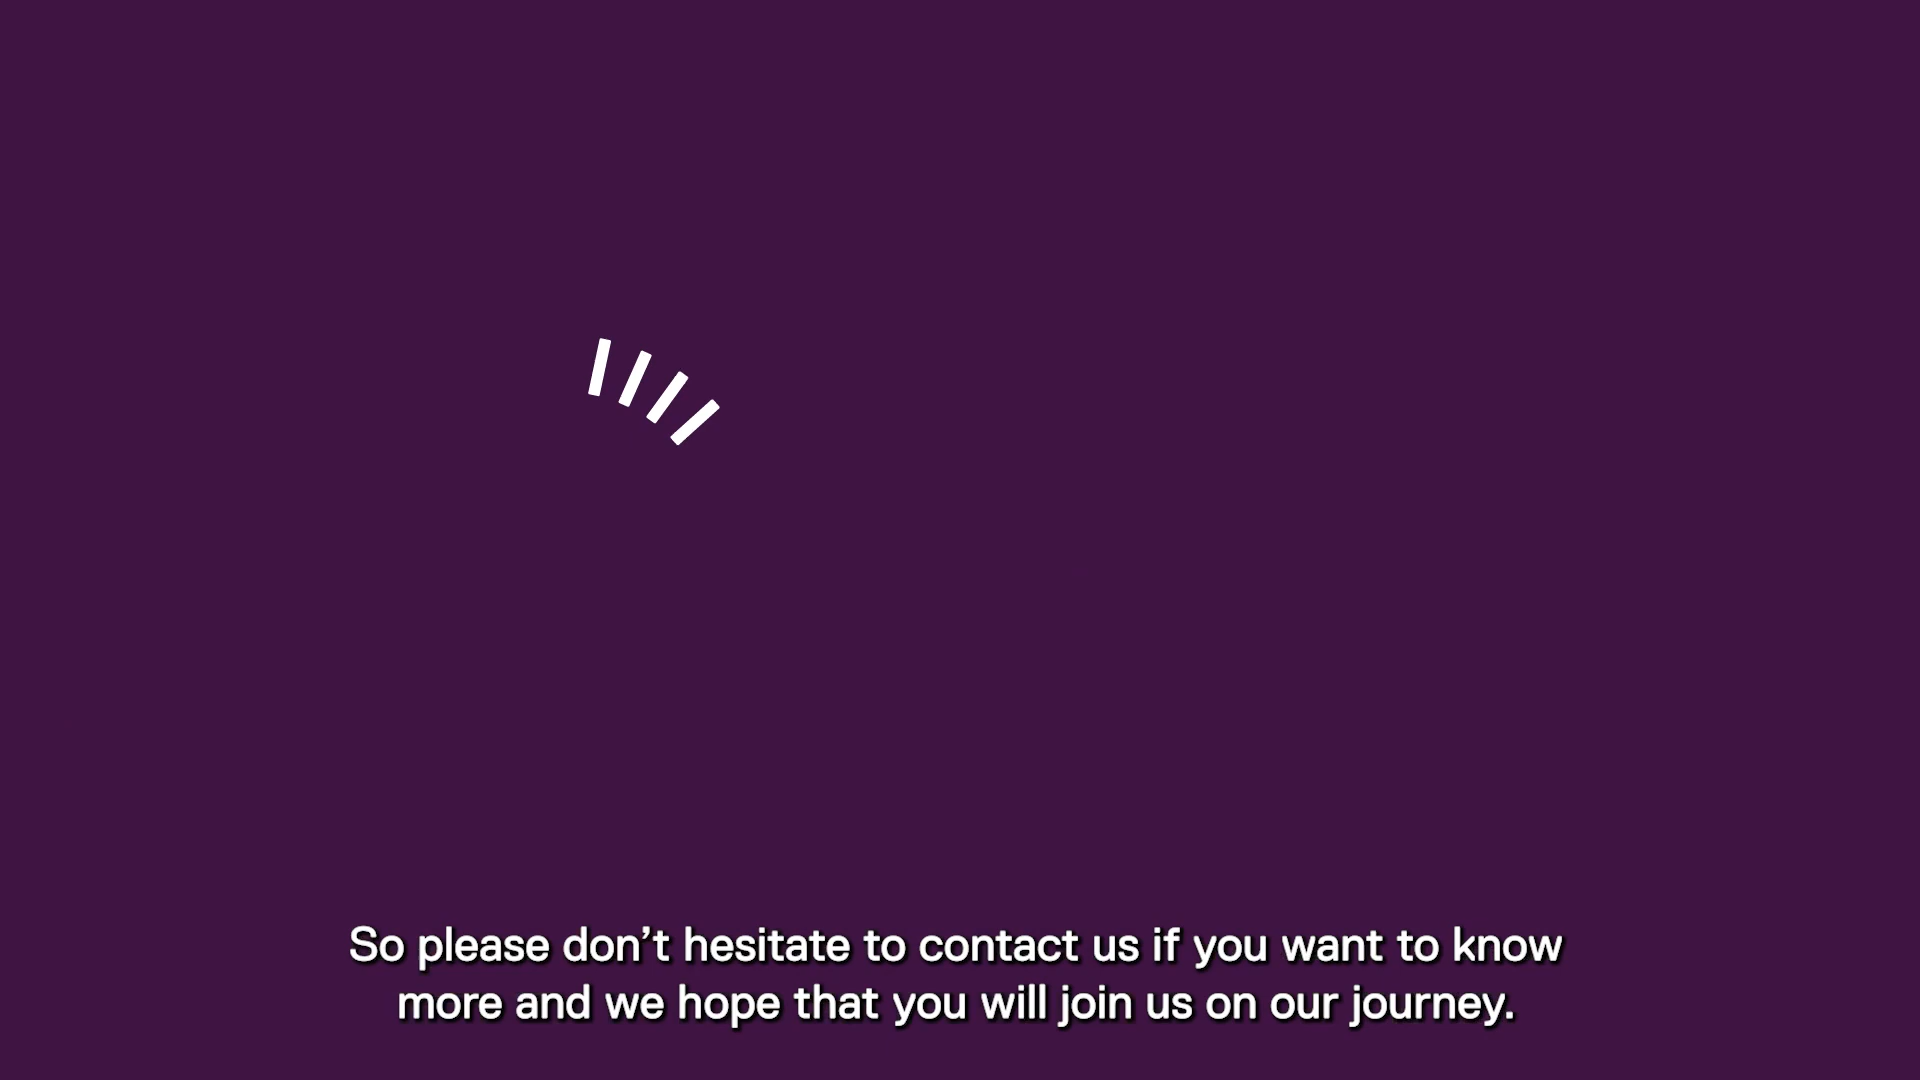 So please don’t hesitate to contact us if you want to know
more and we hope that you will join us on our journey.